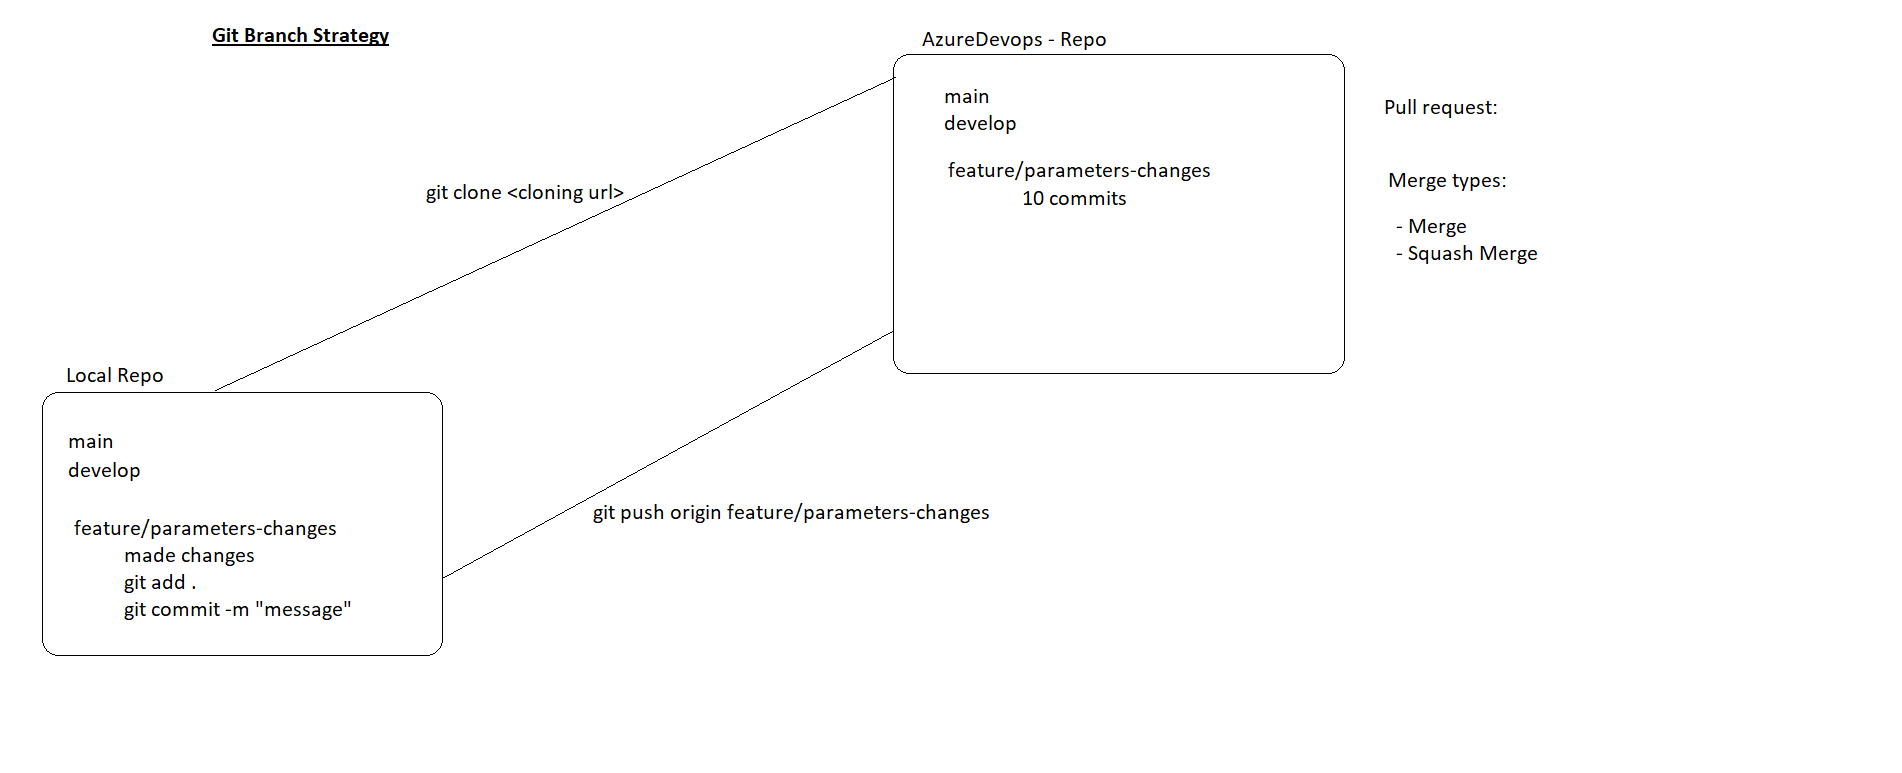 Git Branch Strategy
AzureDevops - Repo
main
develop
feature/parameters-changes
10 commits
Pull request:
Merge types:
- Merge
- Squash Merge
git clone <cloning url>
Local Repo
main
develop
feature/parameters-changes
made changes
git add .
git commit -m "message"
git push origin feature/parameters-changes